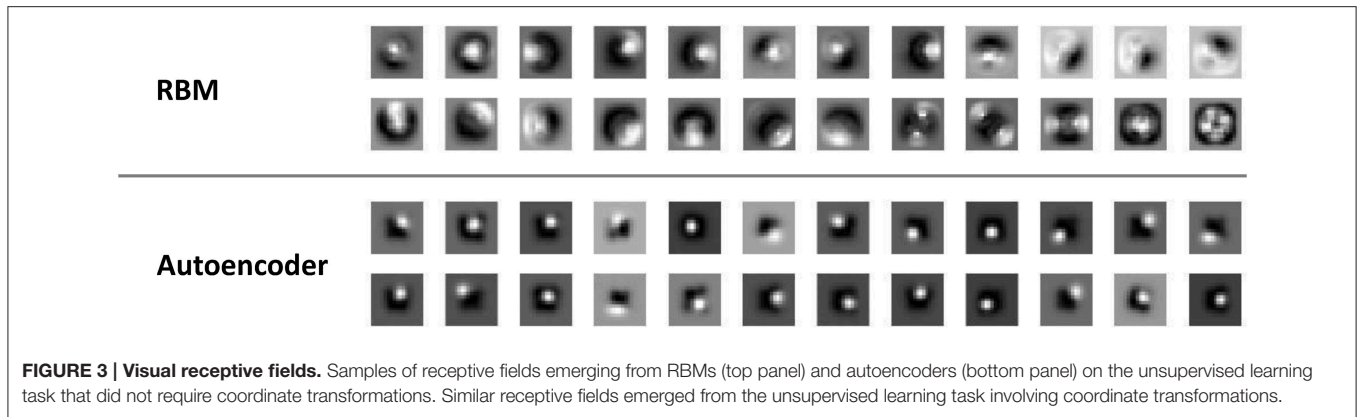 RBM
Autoencoder
FIGURE 3 | Visual receptive fields. Samples of receptive fields emerging from RBMs (top panel) and autoencoders (bottom panel) on the unsupervised learning
task that did not require coordinate transformations. Similar receptive fields emerged from the unsupervised learning task involving coordinate transformations.